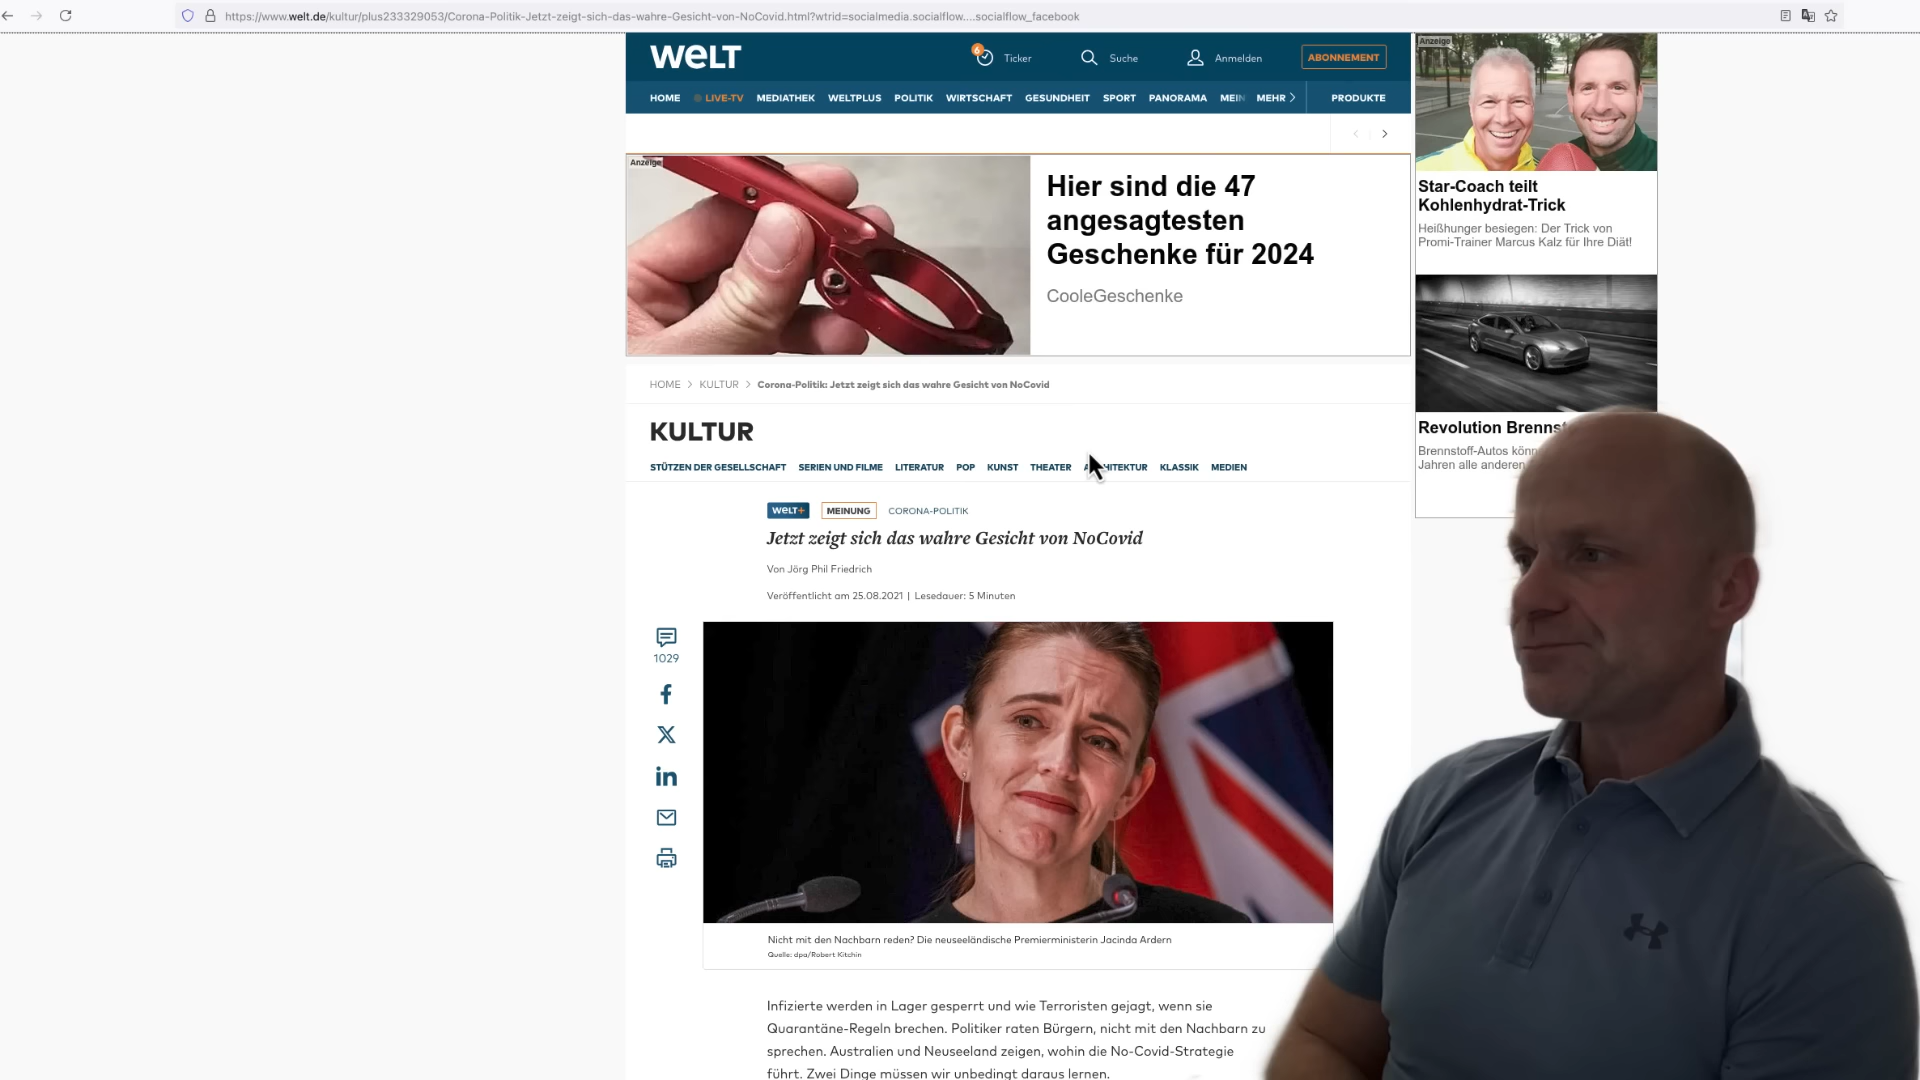 https://www.welt.de/kultur/plus233329053/Corona-Politik-Jetzt-zeigt-sich-das-wahre-Gesicht-von-NoCovid.html?wtrid=socialmedia.socialflow....socialflow_facebook
WELT
6
Ticker
Suche
Anmelden
ABONNEMENT
HOME LIVE-TV MEDIATHEK WELTPLUS POLITIK WIRTSCHAFT GESUNDHEIT SPORT PANORAMA MEIN MEHR PRODUKTE
Anzeige
Hier sind die 47
angesagtesten
Geschenke für 2024
CooleGeschenke
Anzeige
Star-Coach teilt
Kohlenhydrat-Trick
Heißhunger besiegen: Der Trick von
Promi-Trainer Marcus Kalz für Ihre Diät!
Revolution Brennst
Brennstoff-Autos könn
Jahren alle anderen
HOME > KULTUR > Corona-Politik: Jetzt zeigt sich das wahre Gesicht von NoCovid
KULTUR
STÜTZEN DER GESELLSCHAFT SERIEN UND FILME LITERATUR POP KUNST THEATER A HITEKTUR KLASSIK MEDIEN
WELT+ MEINUNG CORONA-POLITIK
Jetzt zeigt sich das wahre Gesicht von NoCovid
Von Jörg Phil Friedrich
Veröffentlicht am 25.08.2021 | Lesedauer: 5 Minuten
1029
Nicht mit den Nachbarn reden? Die neuseeländische Premierministerin Jacinda Ardern
Quelle: dpa/Robert Kitchin
Infizierte werden in Lager gesperrt und wie Terroristen gejagt, wenn sie
Quarantäne-Regeln brechen. Politiker raten Bürgern, nicht mit den Nachbarn zu
sprechen. Australien und Neuseeland zeigen, wohin die No-Covid-Strategie
führt. Zwei Dinge müssen wir unbedingt daraus lernen.